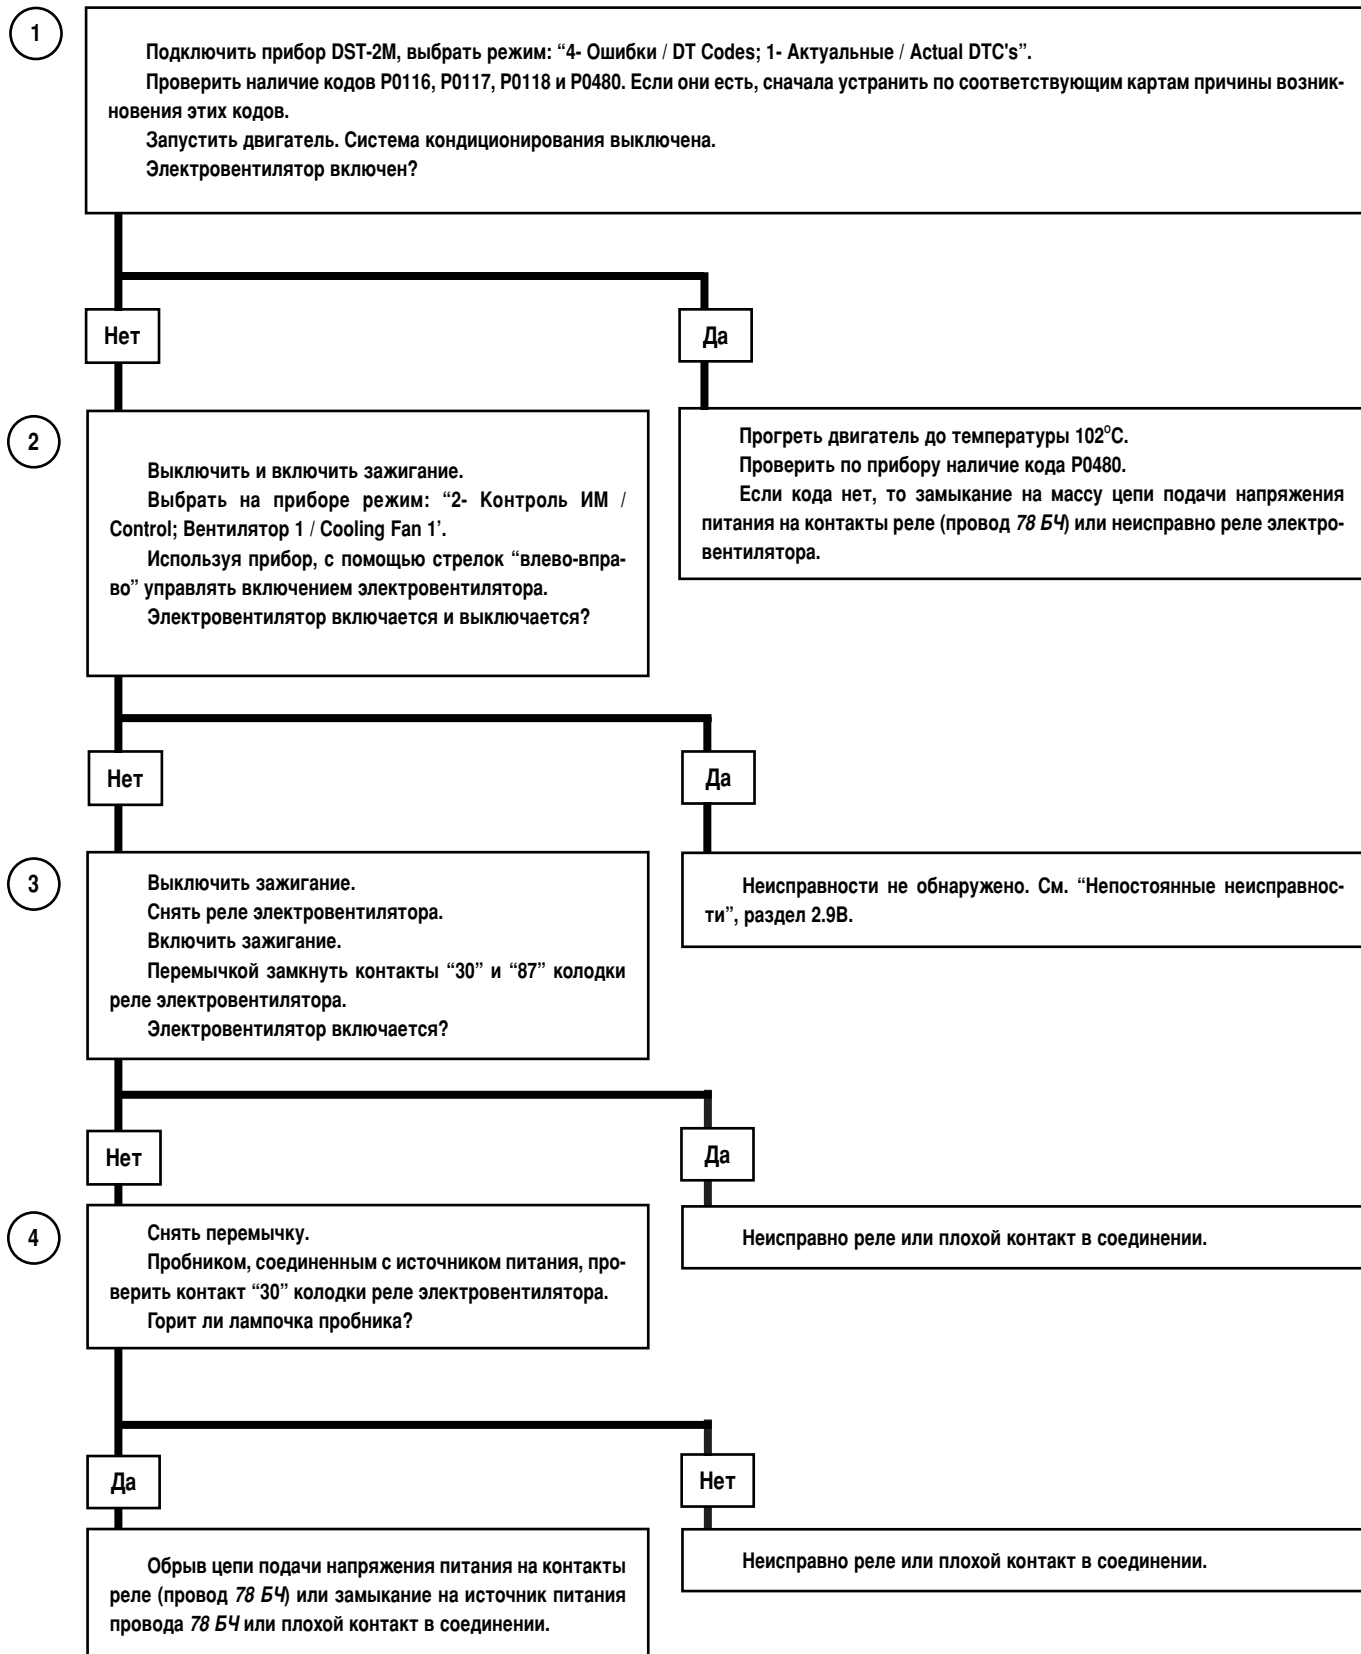 1
Подключить прибор DST-2M, выбрать режим: “4- Ошибки / DT Codes; 1- Актуальные / Actual DTC's”.
Проверить наличие кодов P0116, P0117, P0118 и P0480. Если они есть, сначала устранить по соответствующим картам причины возник-
новения этих кодов.
Запустить двигатель. Система кондиционирования выключена.
Электровентилятор включен?
Нет
Да
2
Выключить и включить зажигание.
Выбрать на приборе режим: “2- Контроль ИМ /
Control; Вентилятор 1 / Cooling Fan 1’.
Используя прибор, с помощью стрелок “влево-впра-
во” управлять включением электровентилятора.
Электровентилятор включается и выключается?
Прогреть двигатель до температуры 102°С.
Проверить по прибору наличие кода P0480.
Если кода нет, то замыкание на массу цепи подачи напряжения
питания на контакты реле (провод 78 БЧ) или неисправно реле электро-
вентилятора.
Нет
Да
3
Выключить зажигание.
Снять реле электровентилятора.
Включить зажигание.
Перемычкой замкнуть контакты “30” и “87” колодки
реле электровентилятора.
Электровентилятор включается?
Неисправности не обнаружено. См. “Непостоянные неисправнос-
ти”, раздел 2.9В.
Нет
Да
4
Снять перемычку.
Пробником, соединенным с источником питания, про-
верить контакт “30” колодки реле электровентилятора.
Горит ли лампочка пробника?
Неисправно реле или плохой контакт в соединении.
Да
Нет
Обрыв цепи подачи напряжения питания на контакты
реле (провод 78 БЧ) или замыкание на источник питания
провода 78 БЧ или плохой контакт в соединении.
Неисправно реле или плохой контакт в соединении.